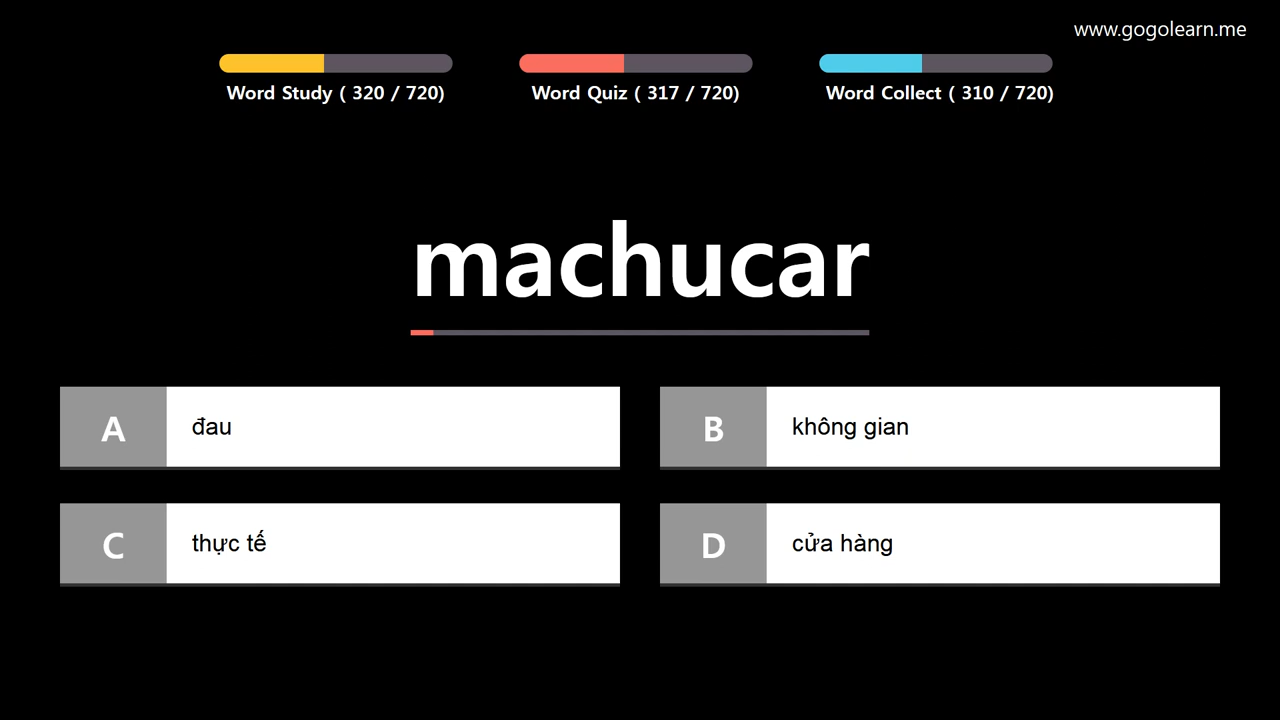 www.gogolearn.me
Word Study ( 320 / 720)
Word Quiz ( 317 / 720)
Word Collect ( 310 / 720)
machucar
A
đau
B
không gian
C
thực tế
D
cửa hàng